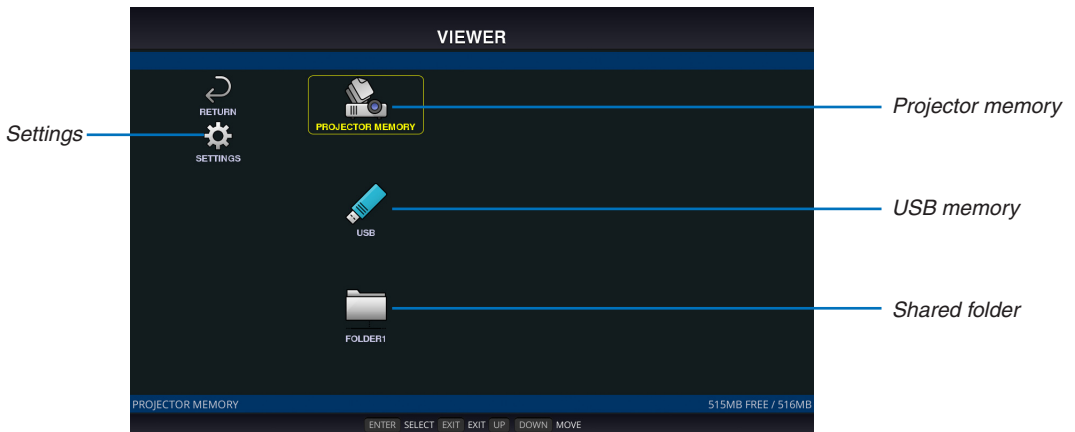 VIEWER
RETURN
PROJECTOR MEMORY
Projector memory
Settings
SETTINGS
USB memory
USB
Shared folder
FOLDER1
PROJECTOR MEMORY 515MB FREE / 516MB
ENTER SELECT EXIT EXIT UP DOWN MOVE